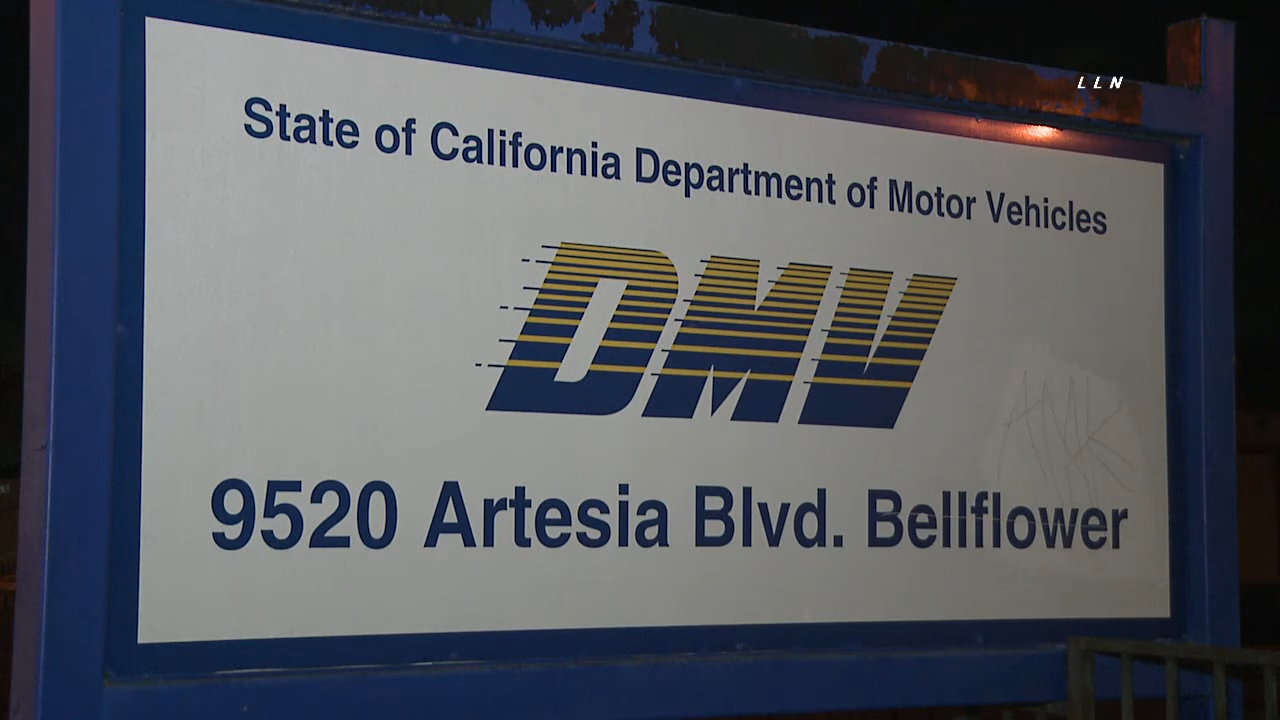 LLN
State of California Department of Motor Vehicles
DMV
9520 Artesia Blvd. Bellflower